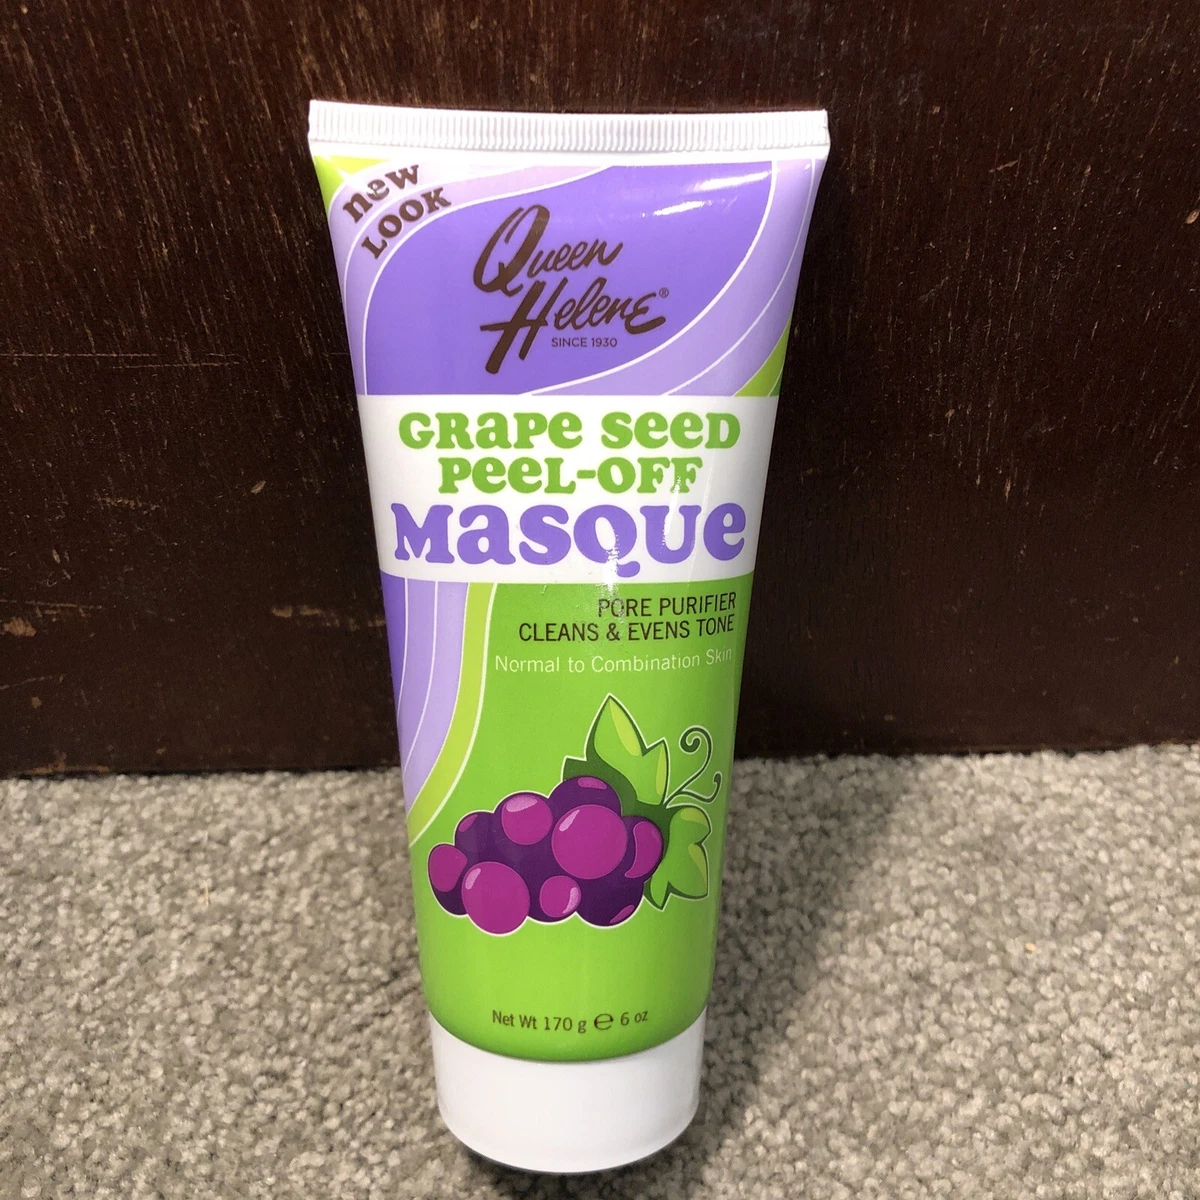 new
LOOK
Queen
Helene®
SINCE 1930
GRAPE SEED
PEEL-OFF
MASQUE
PORE PURIFIER
CLEANS & EVENS TONE
Normal to Combination Skin
Net Wt 170 g ℮ 6 oz